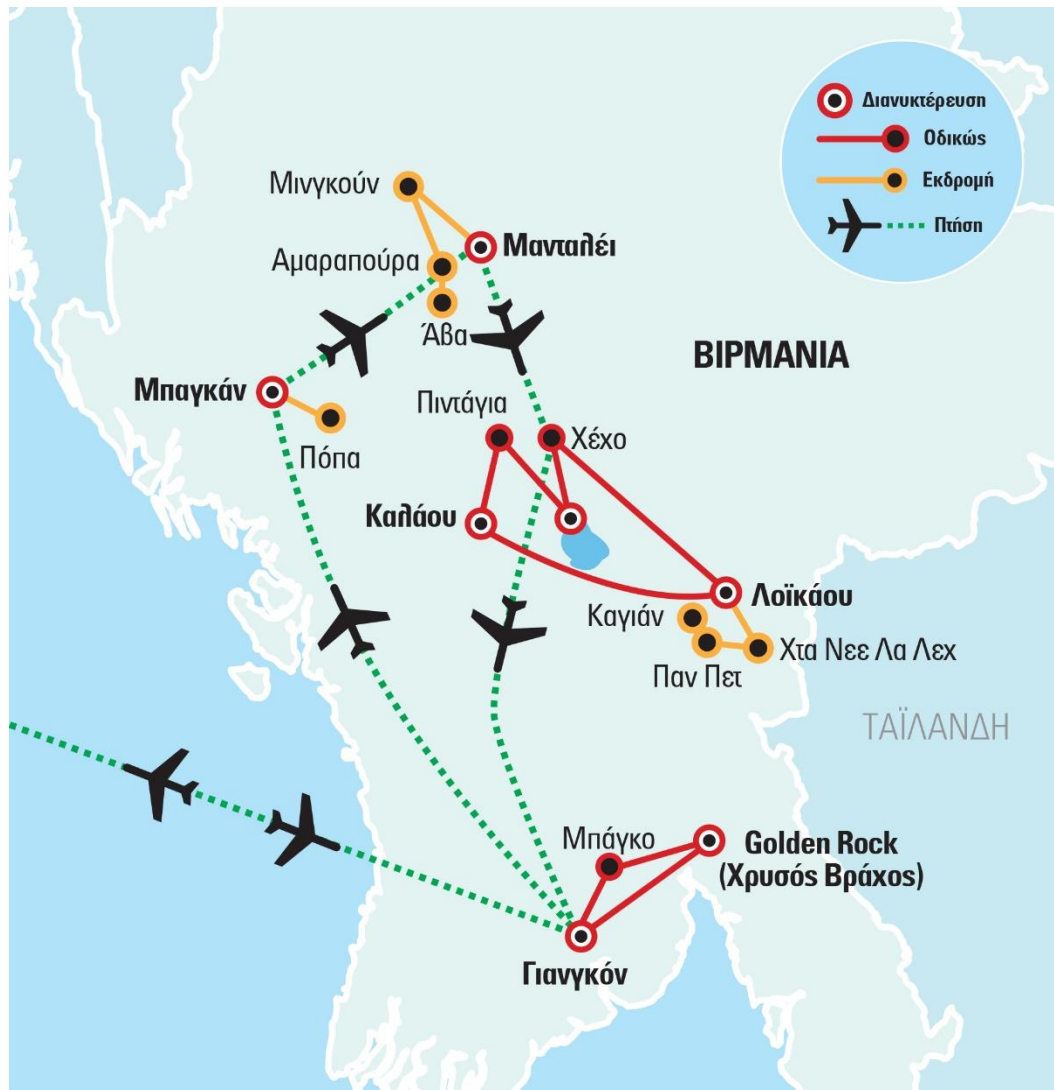 Διανυκτέρευση
Οδικώς
Εκδρομή
Πτήση
Μινγκούν
Μανταλέι
Αμαραπούρα
Άβα
ΒΙΡΜΑΝΙΑ
Μπαγκάν
Πόπα
Πιντάγια
Χέχο
Καλάου
Λοϊκάου
Καγιάν
Παν Πετ
Χτα Νεε Λα Λεχ
ΤΑΪΛΑΝΔΗ
Μπάγκο
Golden Rock
(Χρυσός Βράχος)
Γιανγκόν